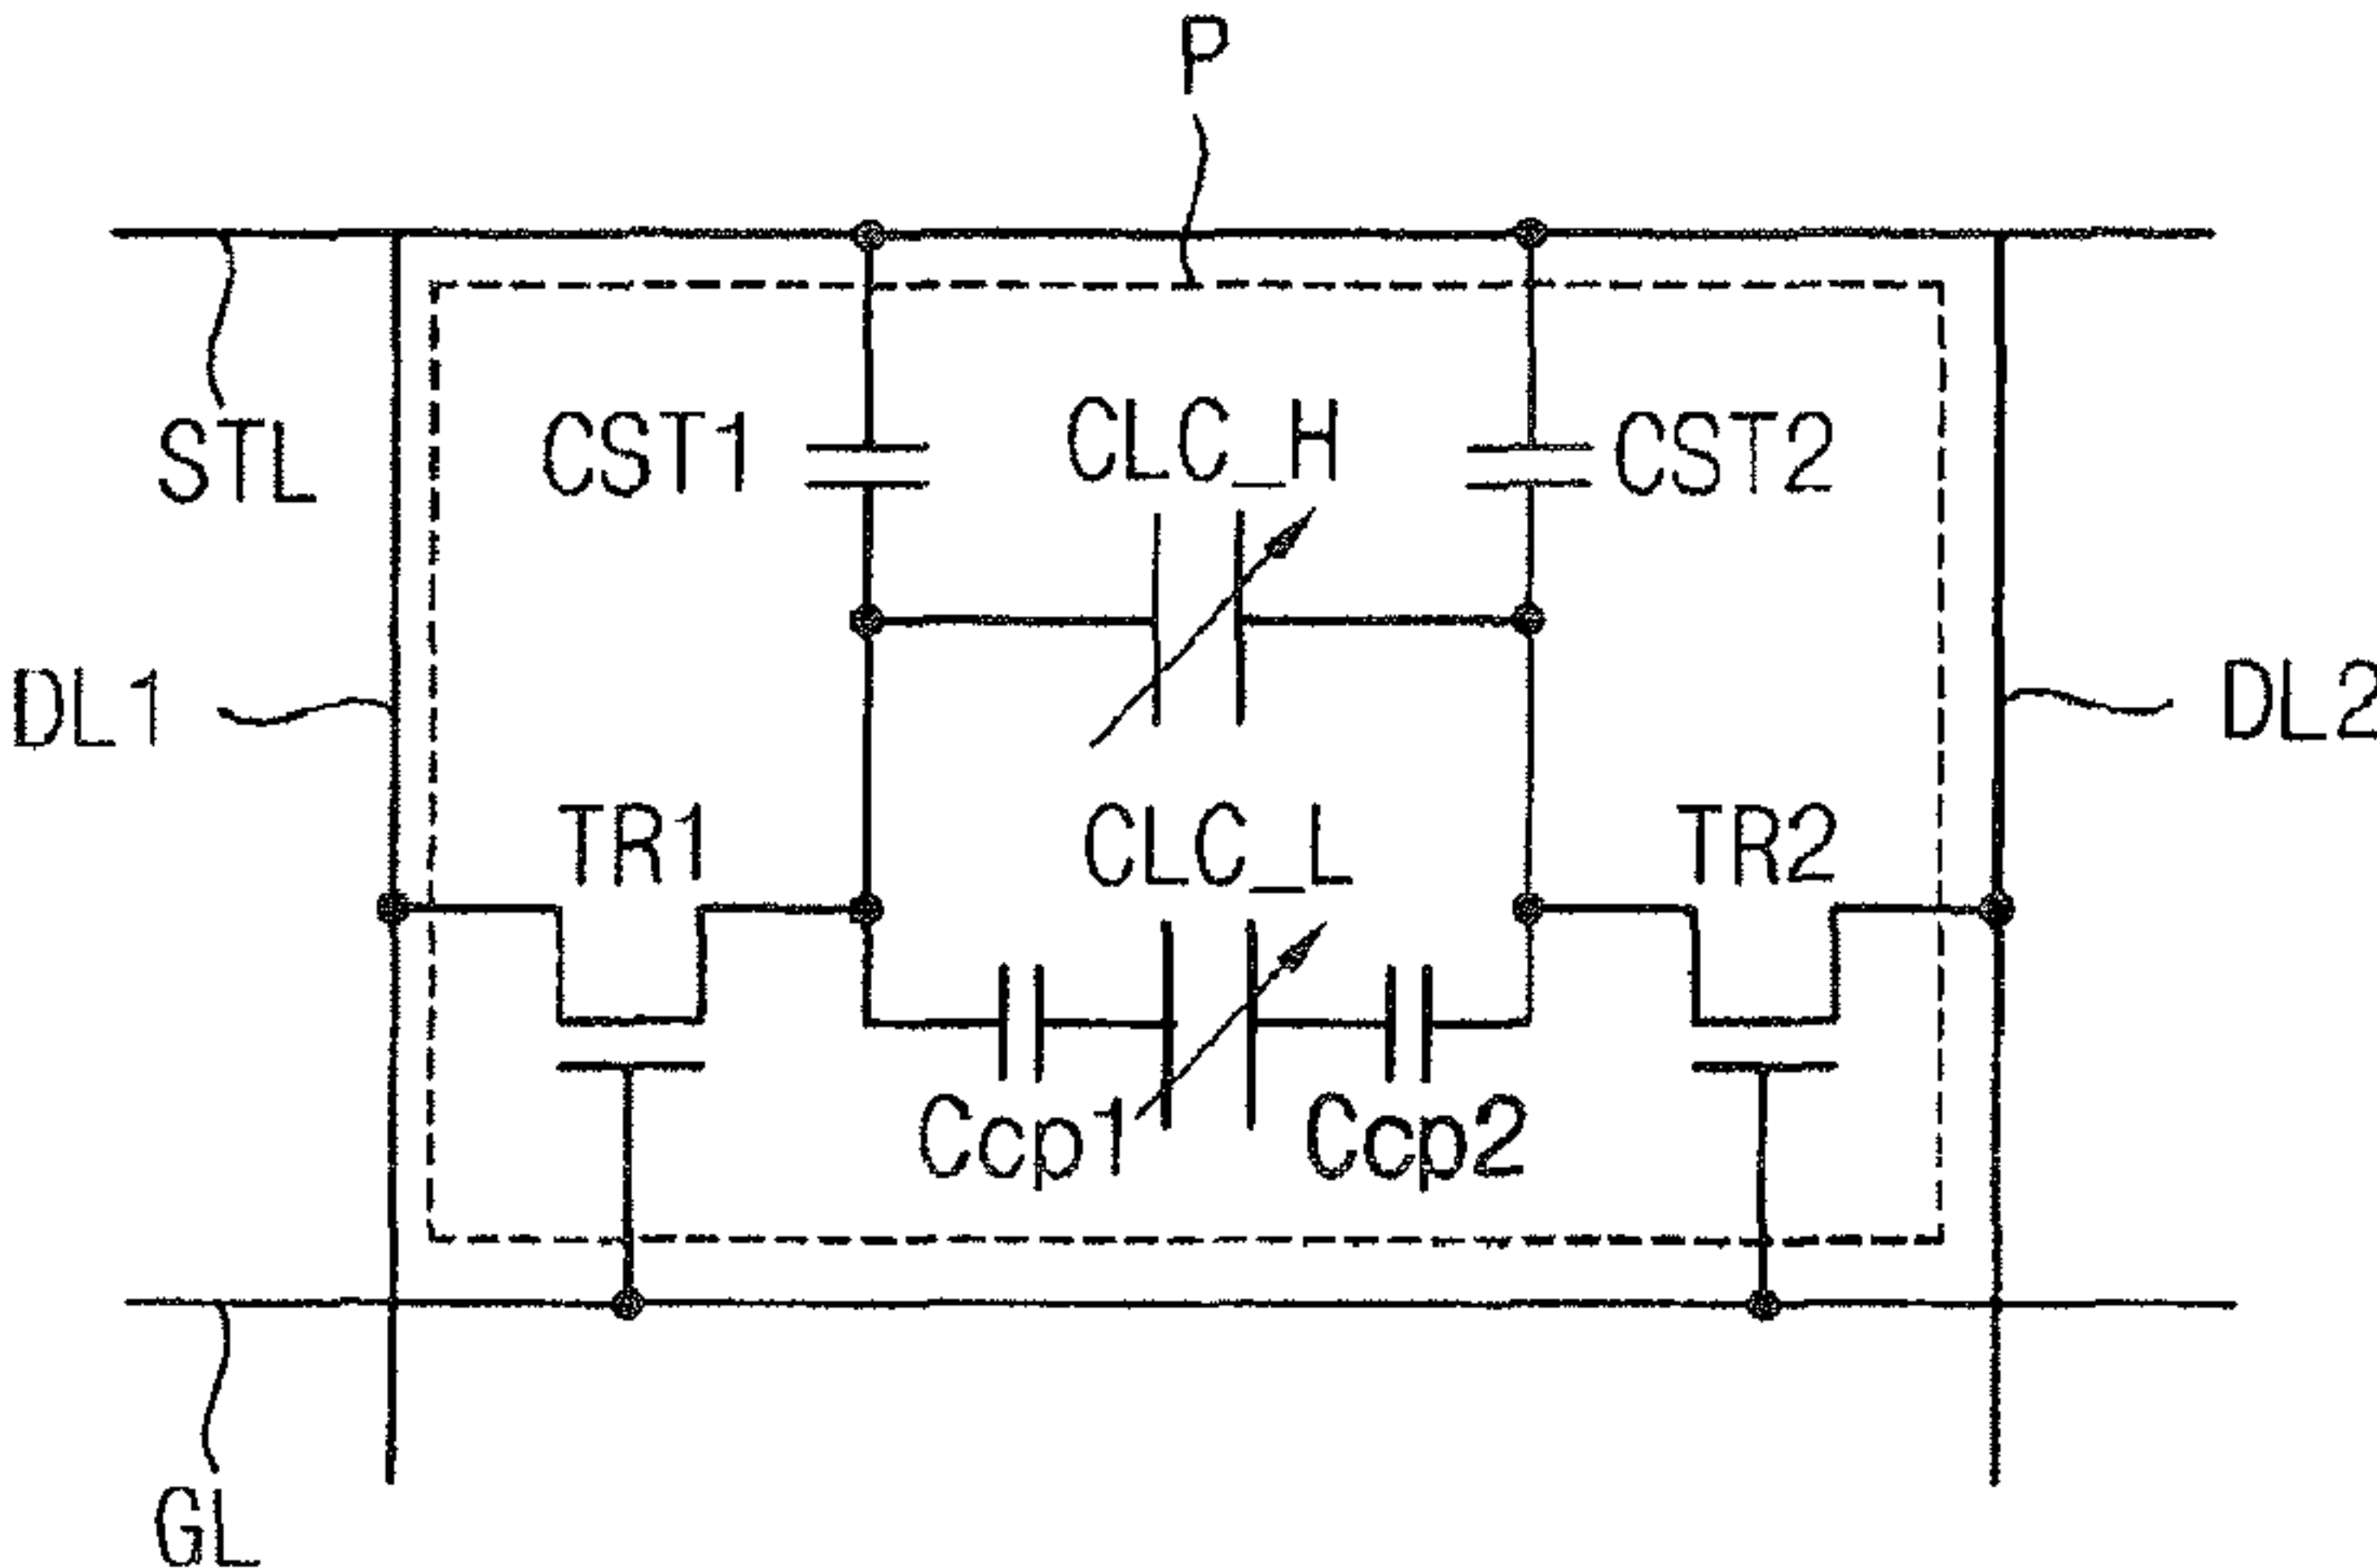 P
STL
CST1
CLC_H
CST2
DL1
DL2
TR1
CLC_L
TR2
Ccp1
Ccp2
GL